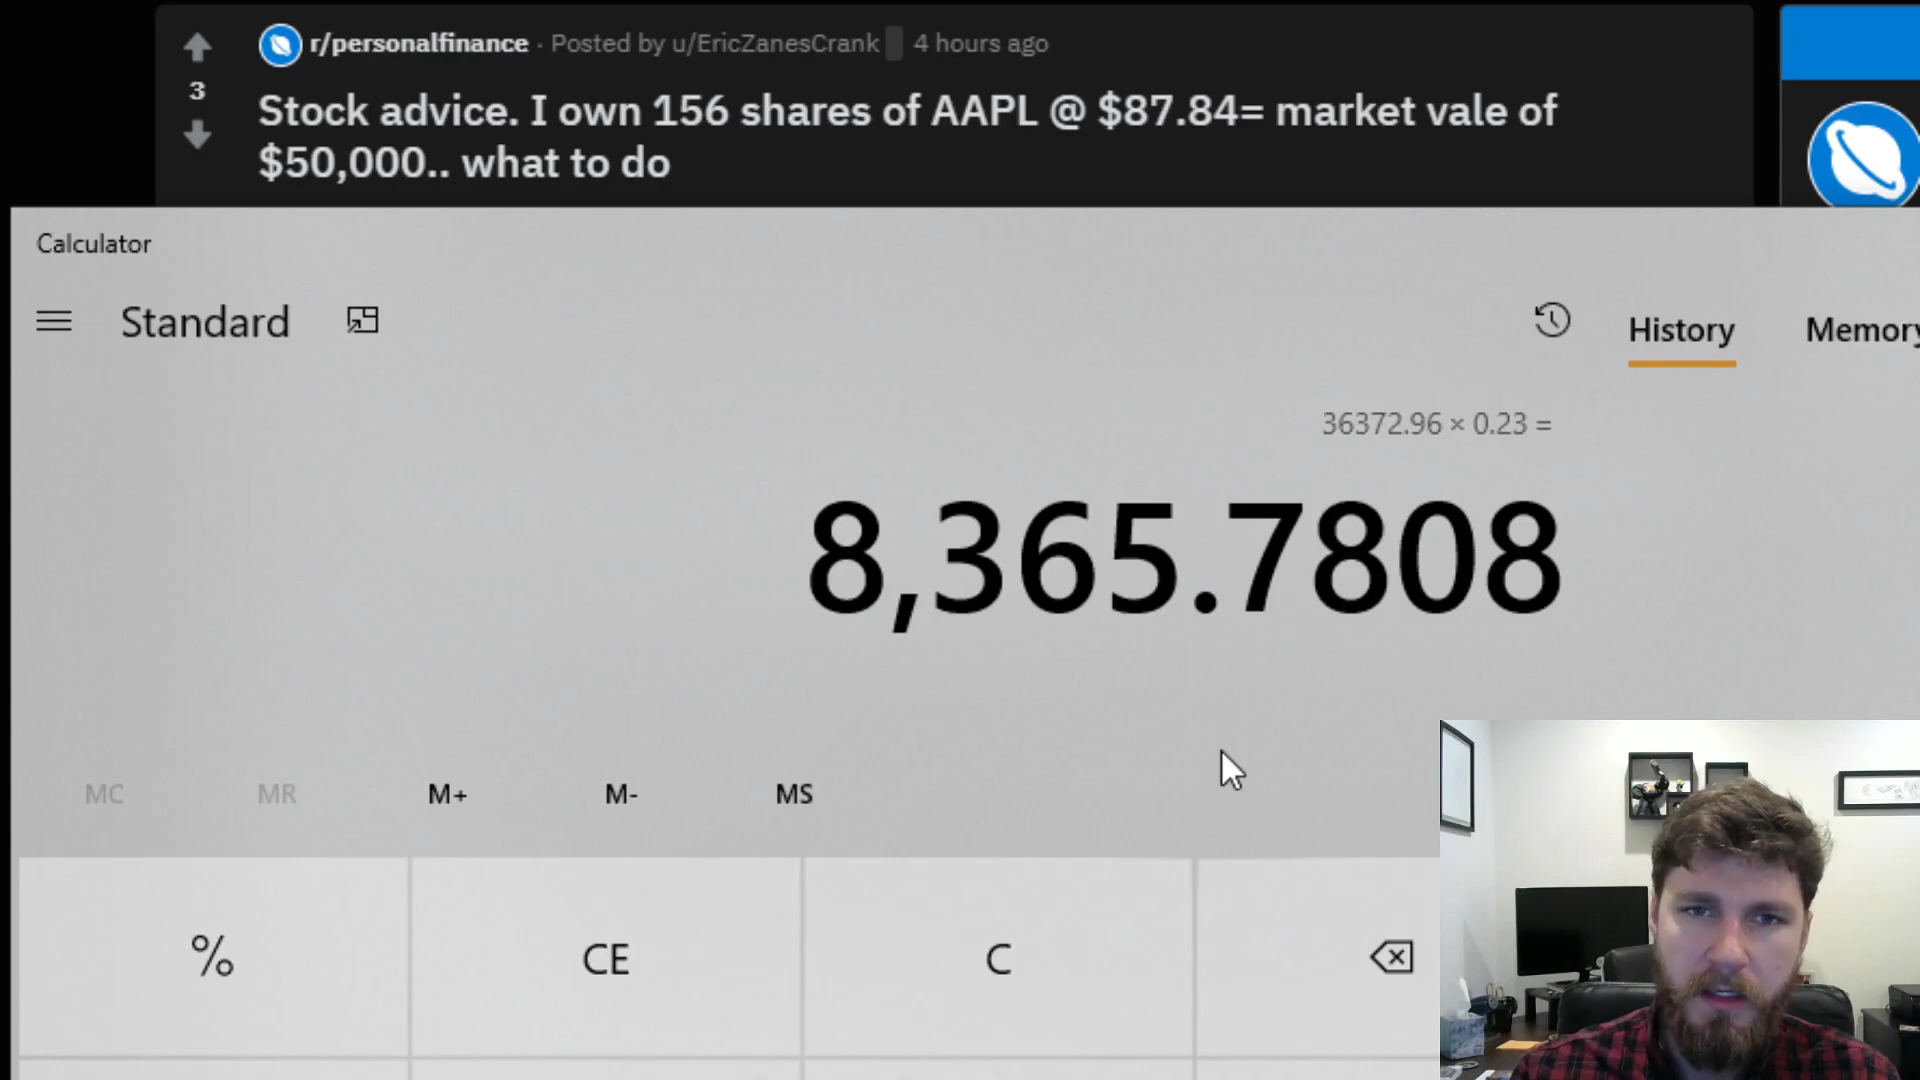 r/personalfinance · Posted by u/EricZanesCrank 4 hours ago
3
Stock advice. I own 156 shares of AAPL @ $87.84= market vale of
$50,000.. what to do
Calculator
Standard
History Memory
36372.96 × 0.23 =
8,365.7808
MC MR M+ M- MS
% CE C